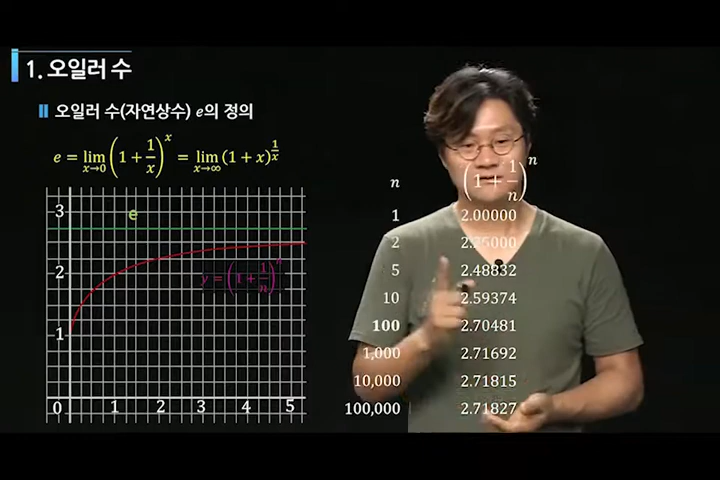 1. 오일러 수
오일러 수(자연상수) e의 정의
e = lim x→0 (1 + 1/x)^x = lim x→∞ (1 + x)^(1/x)
3
e
2
y = (1 + 1/n)^n
1
0 1 2 3 4 5
n (1 + 1/n)^n
1 2.00000
2 2.25000
5 2.48832
10 2.59374
100 2.70481
1,000 2.71692
10,000 2.71815
100,000 2.71827